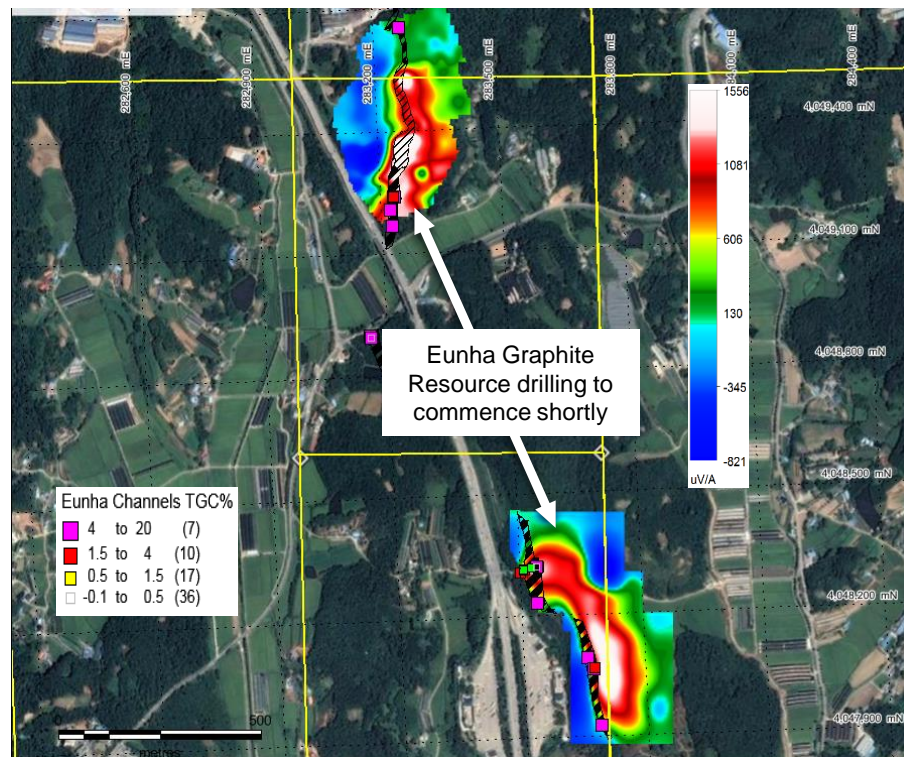 282,600 mE
282,900 mE
283,200 mE
283,500 mE
283,800 mE
284,100 mE
284,400 mE
4,049,400 mN
4,049,100 mN
4,048,800 mN
4,048,500 mN
4,048,200 mN
4,047,900 mN
1556
1081
606
130
-345
-821
uV/A
Eunha Graphite
Resource drilling to
commence shortly
Eunha Channels TGC%
4 to 20 (7)
1.5 to 4 (10)
0.5 to 1.5 (17)
-0.1 to 0.5 (36)
0 500
metres